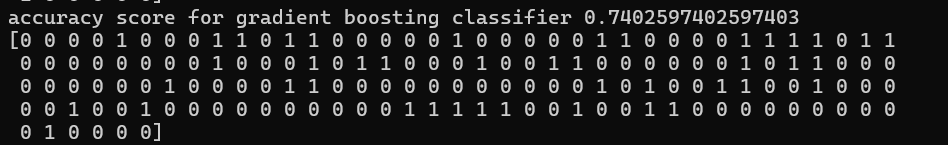 accuracy score for gradient boosting classifier 0.7402597402597403
[0 0 0 0 1 0 0 0 1 1 0 1 1 0 0 0 0 0 1 0 0 0 0 0 1 1 0 0 0 0 1 1 1 1 0 1 1
0 0 0 0 0 0 0 0 1 0 0 0 1 0 1 1 0 0 0 1 0 0 1 1 0 0 0 0 0 0 1 0 1 1 0 0 0
0 0 0 0 0 0 1 0 0 0 0 1 1 0 0 0 0 0 0 0 0 0 0 0 1 0 1 0 0 1 1 0 0 1 0 0 0
0 0 1 0 0 1 0 0 0 0 0 0 0 0 0 0 1 1 1 1 1 0 0 1 0 0 1 1 0 0 0 0 0 0 0 0 0
0 1 0 0 0 0]